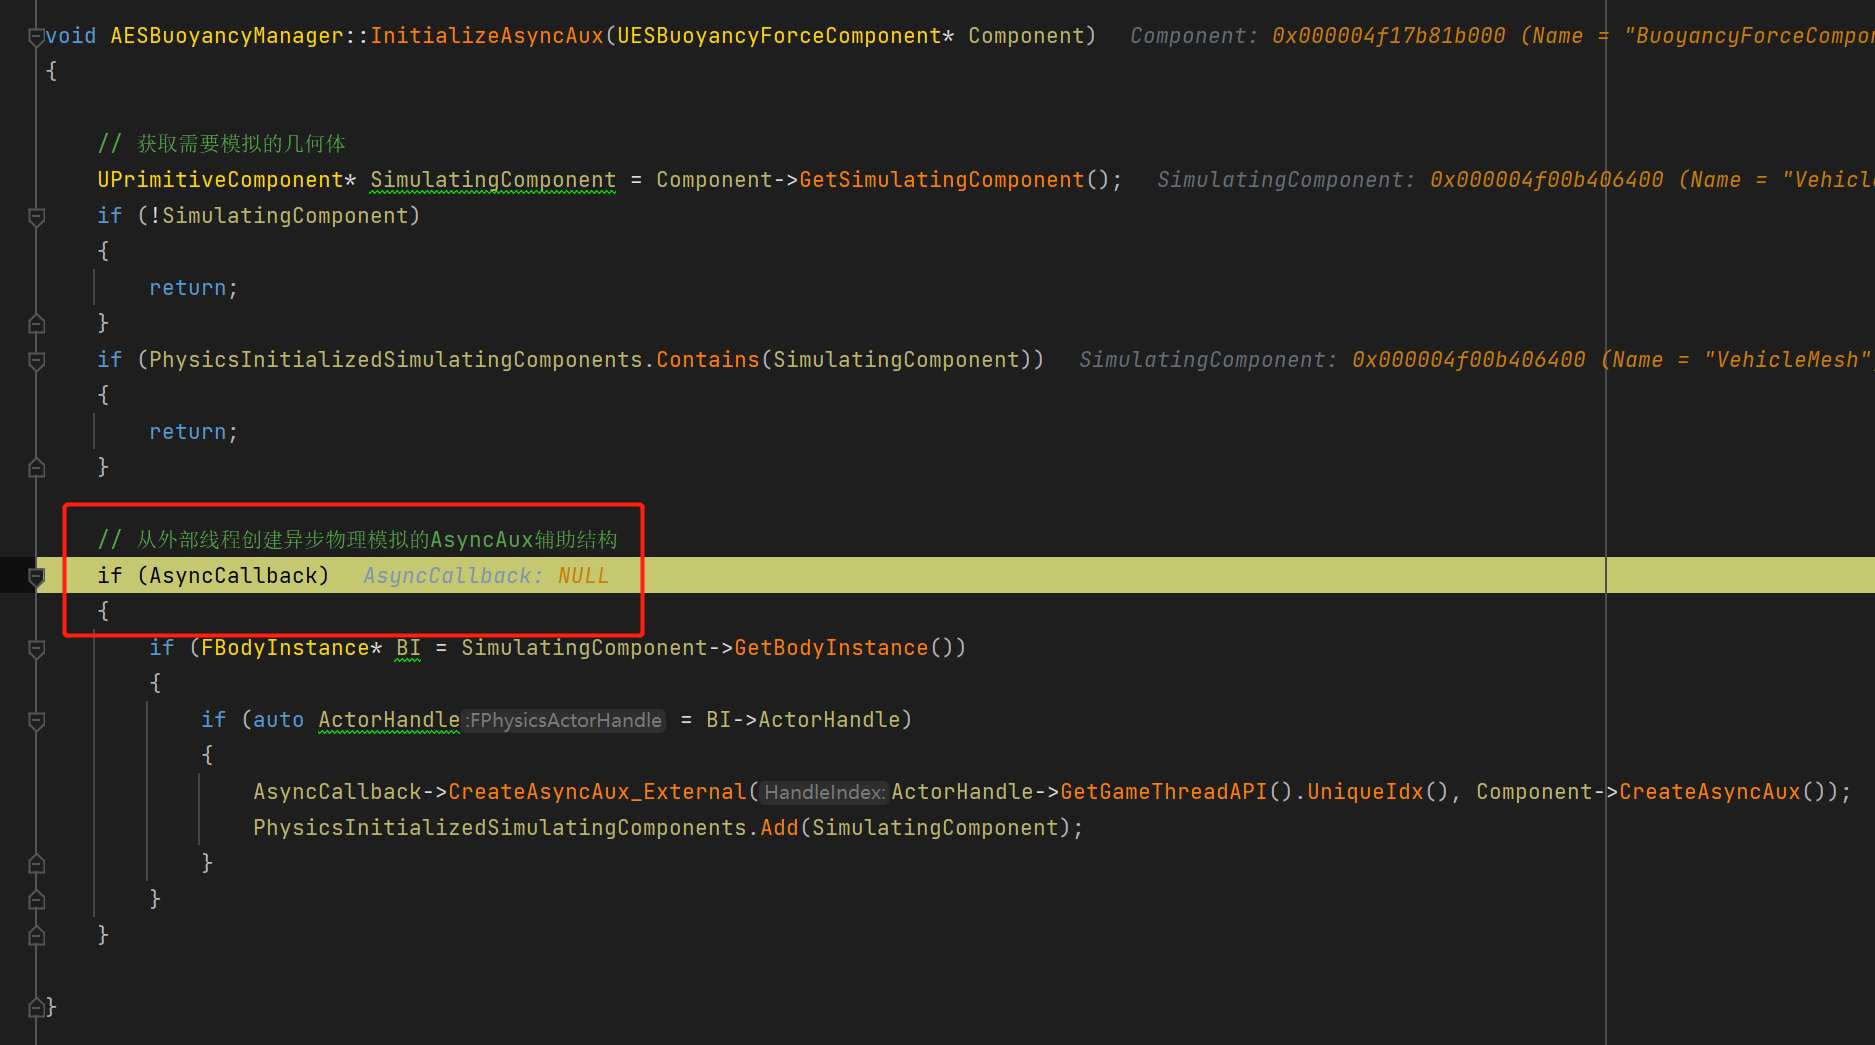 void AESBuoyancyManager::InitializeAsyncAux(UESBuoyancyForceComponent* Component)   Component: 0x000004f17b81b000 (Name = "BuoyancyForceCompo
{
// 获取需要模拟的几何体
UPrimitiveComponent* SimulatingComponent = Component->GetSimulatingComponent();   SimulatingComponent: 0x000004f00b406400 (Name = "Vehicl
if (!SimulatingComponent)
{
return;
}
if (PhysicsInitializedSimulatingComponents.Contains(SimulatingComponent))   SimulatingComponent: 0x000004f00b406400 (Name = "VehicleMesh"
{
return;
}
// 从外部线程创建异步物理模拟的AsyncAux辅助结构
if (AsyncCallback)   AsyncCallback: NULL
{
if (FBodyInstance* BI = SimulatingComponent->GetBodyInstance())
{
if (auto ActorHandle:FPhysicsActorHandle = BI->ActorHandle)
{
AsyncCallback->CreateAsyncAux_External(HandleIndex:ActorHandle->GetGameThreadAPI().UniqueIdx(), Component->CreateAsyncAux());
PhysicsInitializedSimulatingComponents.Add(SimulatingComponent);
}
}
}
}